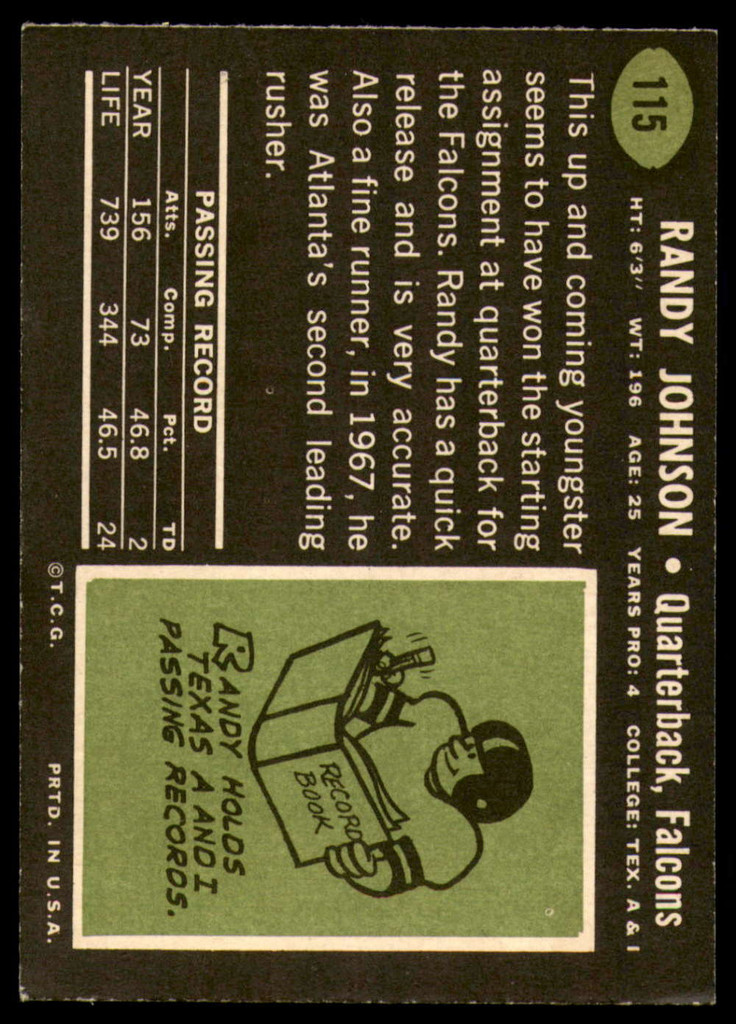 115
RANDY JOHNSON • Quarterback, Falcons
HT: 6'3" WT: 196 AGE: 25 YEARS PRO: 4 COLLEGE: TEX. A & I
This up and coming youngster
seems to have won the starting
assignment at quarterback for
the Falcons. Randy has a quick
release and is very accurate.
Also a fine runner, in 1967, he
was Atlanta's second leading
rusher.
PASSING RECORD
Atts. Comp. Pct. TD
YEAR 156 73 46.8 2
LIFE 739 344 46.5 24
RECORD
BOOK
RANDY HOLDS
TEXAS A AND I
PASSING RECORDS.
©T.C.G. PRTD. IN U.S.A.